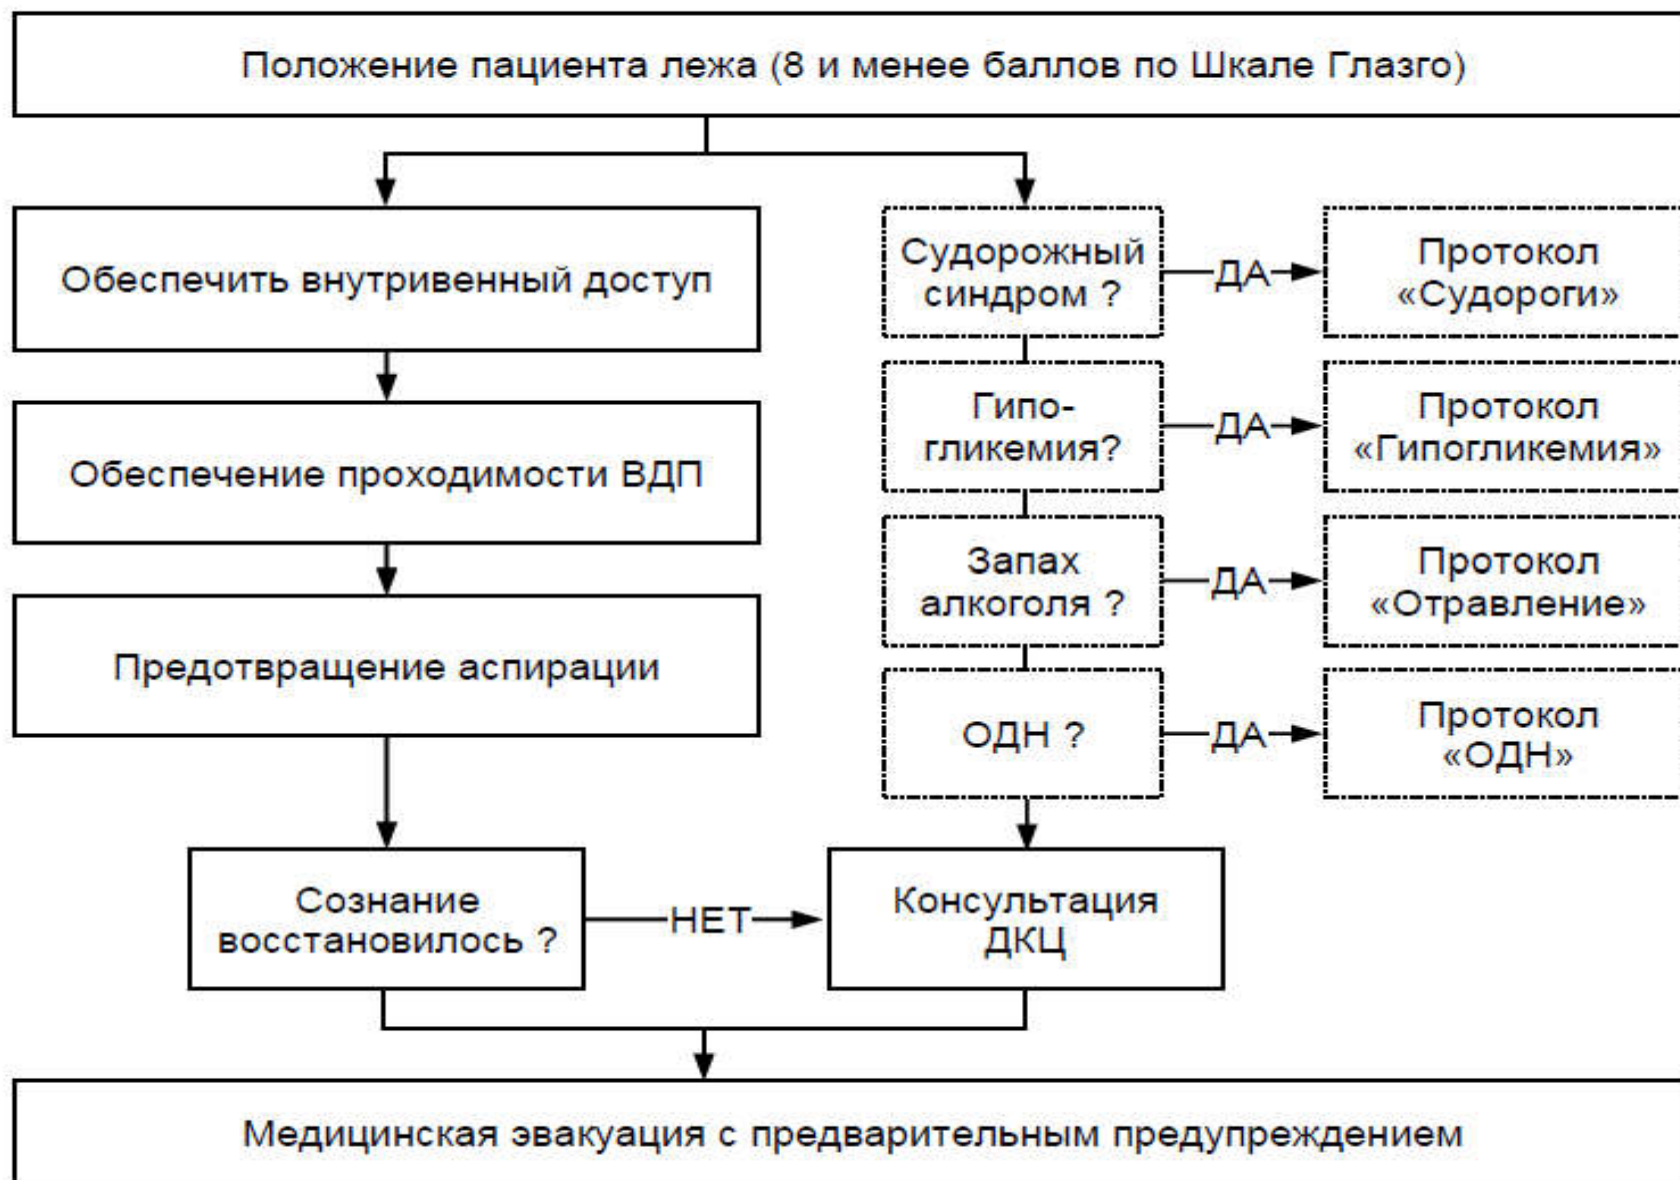 Положение пациента лежа (8 и менее баллов по Шкале Глазго)
Обеспечить внутривенный доступ
Обеспечение проходимости ВДП
Предотвращение аспирации
Сознание
восстановилось ?
НЕТ
Судорожный
синдром ?
ДА
Протокол
«Судороги»
Гипо-
гликемия?
ДА
Протокол
«Гипогликемия»
Запах
алкоголя ?
ДА
Протокол
«Отравление»
ОДН ?
ДА
Протокол
«ОДН»
Консультация
ДКЦ
Медицинская эвакуация с предварительным предупреждением